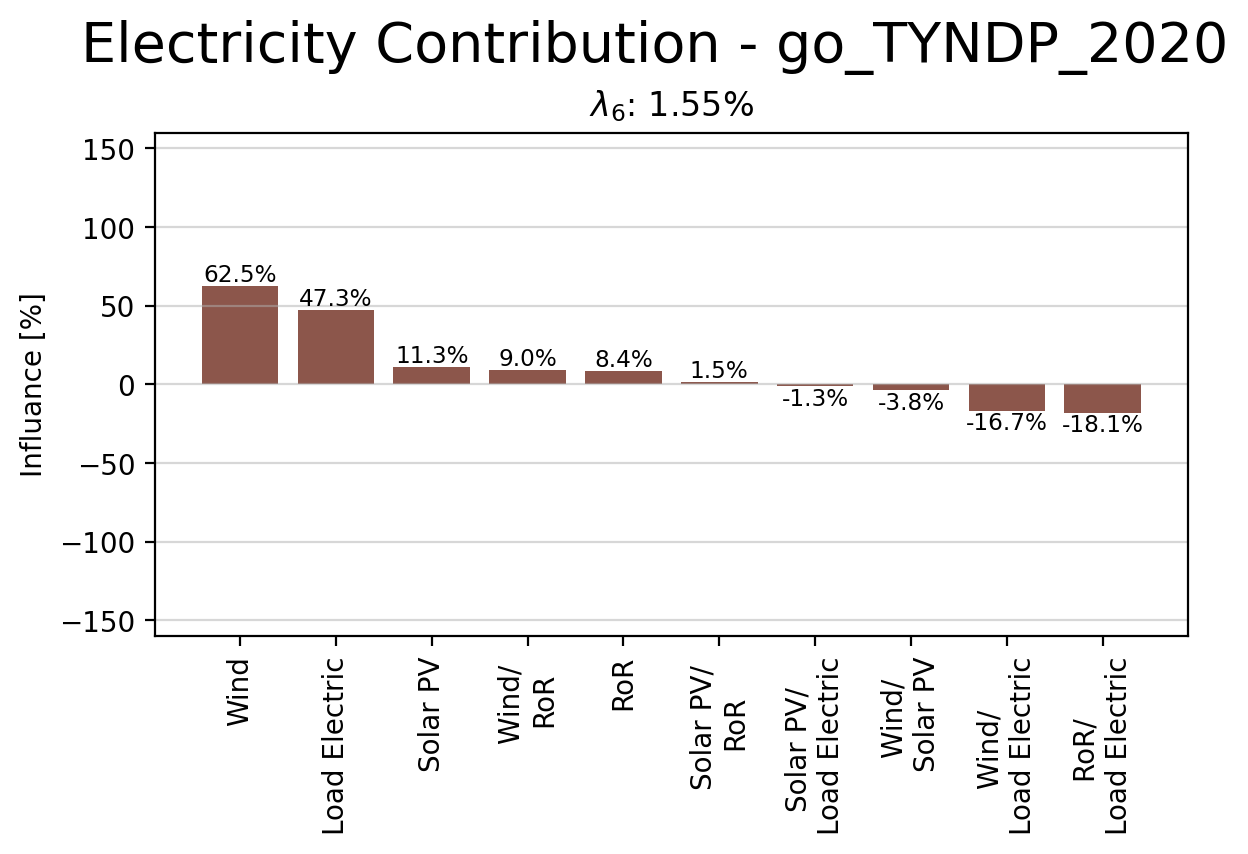 Electricity Contribution - go_TYNDP_2020
λ6: 1.55%
Influance [%]
150
100
50
0
−50
−100
−150
62.5%
47.3%
11.3%
9.0%
8.4%
1.5%
-1.3%
-3.8%
-16.7%
-18.1%
Wind
Load Electric
Solar PV
Wind/
RoR
RoR
Solar PV/
RoR
Solar PV/
Load Electric
Wind/
Solar PV
Wind/
Load Electric
RoR/
Load Electric